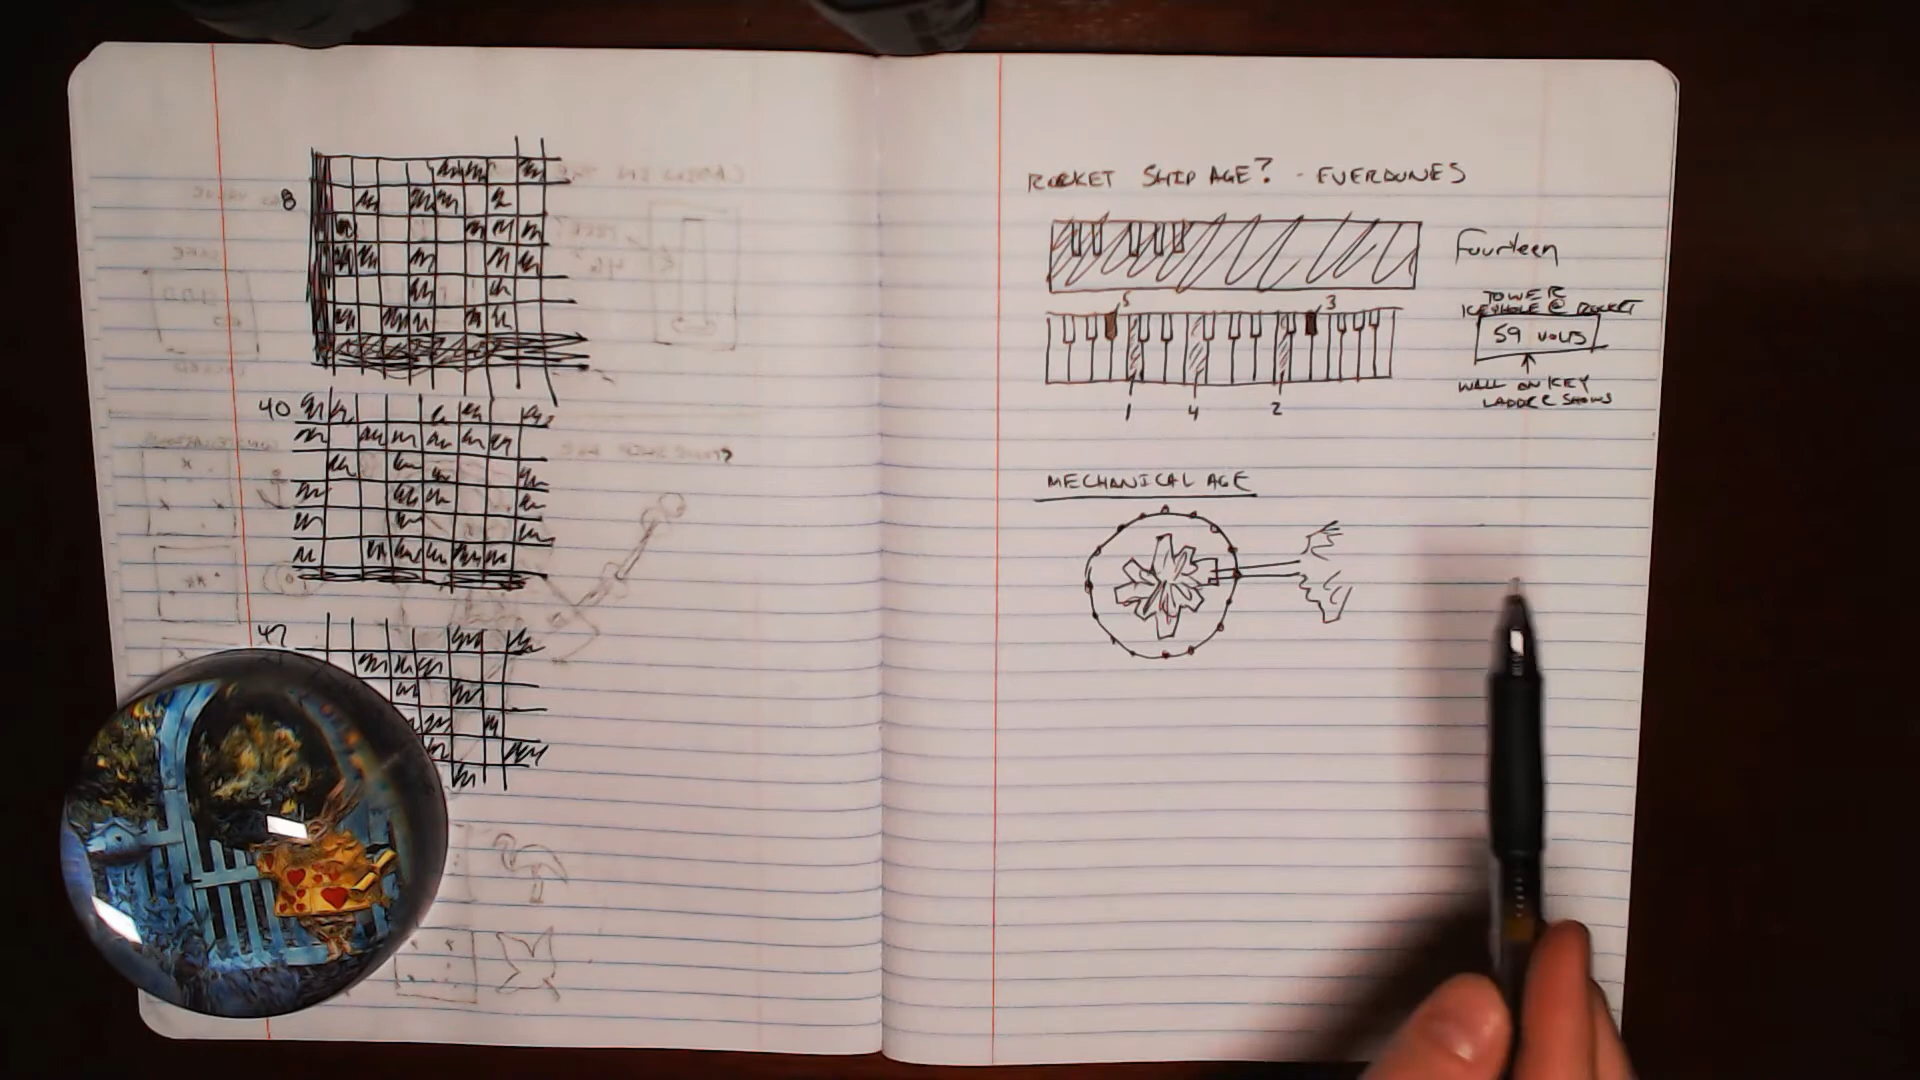 8
40
47
ROCKET SHIP AGE? - EVERDUNES
Fourteen
5
3
TOWER
KEYHOLE @ ROCKET
59 VOLTS
WALL ON KEY
LADDER SHOWS
1
4
2
MECHANICAL AGE